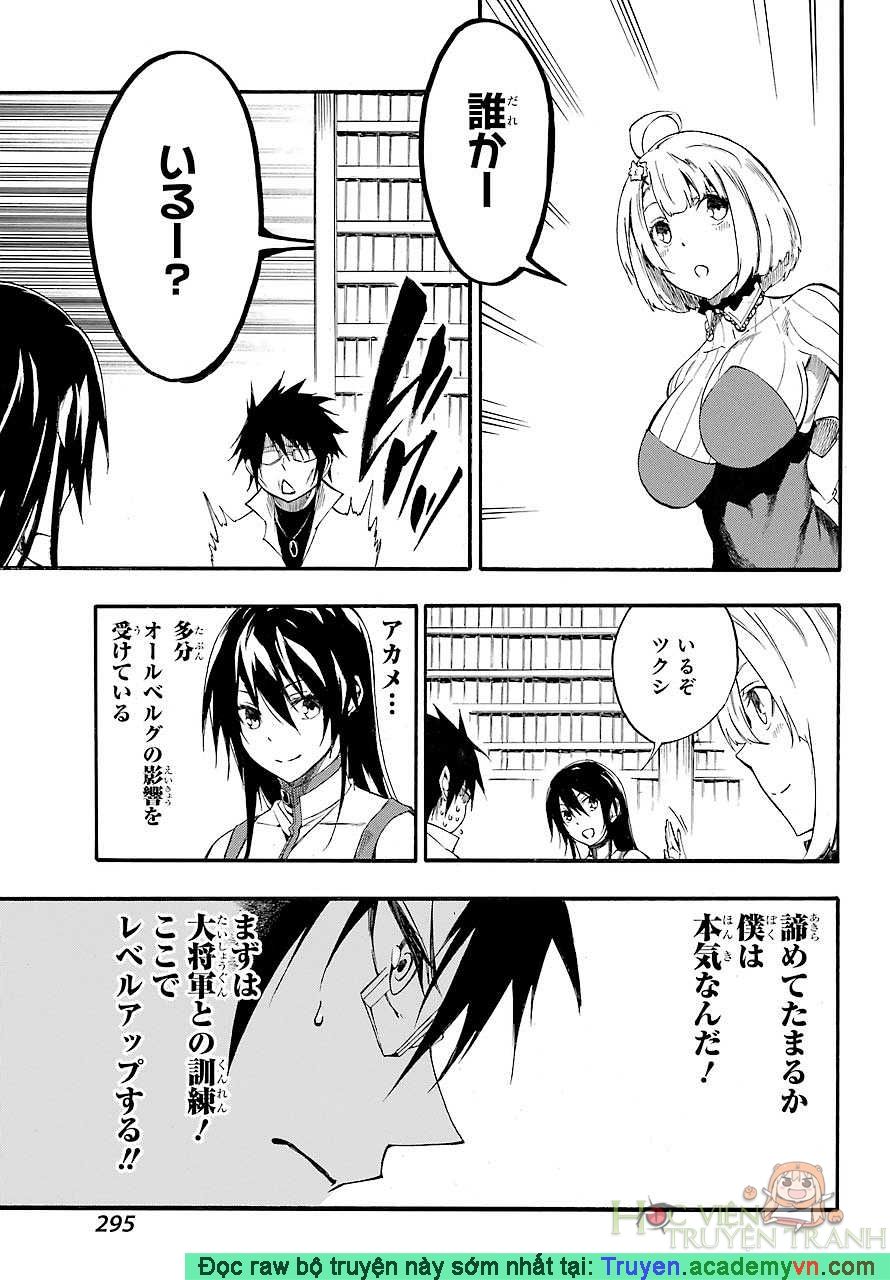 誰かー
いるー?
いるぞ
ツクシ
アカメ…
多分
オールベルグの影響を
受けている
諦めてたまるか
僕は
本気なんだ!
まずは
大将軍との訓練!
ここで
レベルアップする!!
295
HỌC VIỆN
TRUYỆN TRANH
Đọc raw bộ truyện này sớm nhất tại: Truyen.academyvn.com